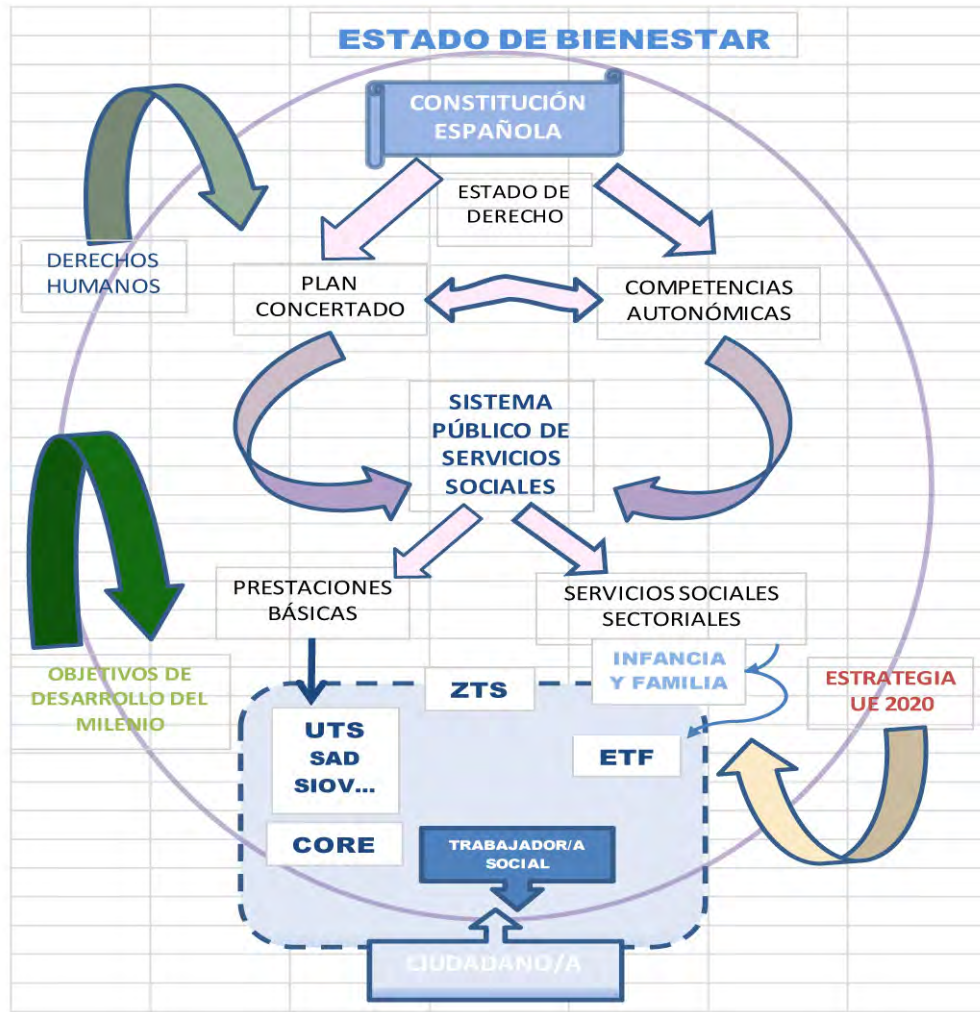 ESTADO DE BIENESTAR
CONSTITUCIÓN
ESPAÑOLA
ESTADO DE
DERECHO
DERECHOS
HUMANOS
PLAN
CONCERTADO
COMPETENCIAS
AUTONÓMICAS
SISTEMA
PÚBLICO DE
SERVICIOS
SOCIALES
PRESTACIONES
BÁSICAS
SERVICIOS SOCIALES
SECTORIALES
OBJETIVOS DE
DESARROLLO DEL
MILENIO
INFANCIA
Y FAMILIA
ESTRATEGIA
UE 2020
ZTS
UTS
SAD
SIOV...
ETF
CORE
TRABAJADOR/A
SOCIAL
CIUDADANO/A